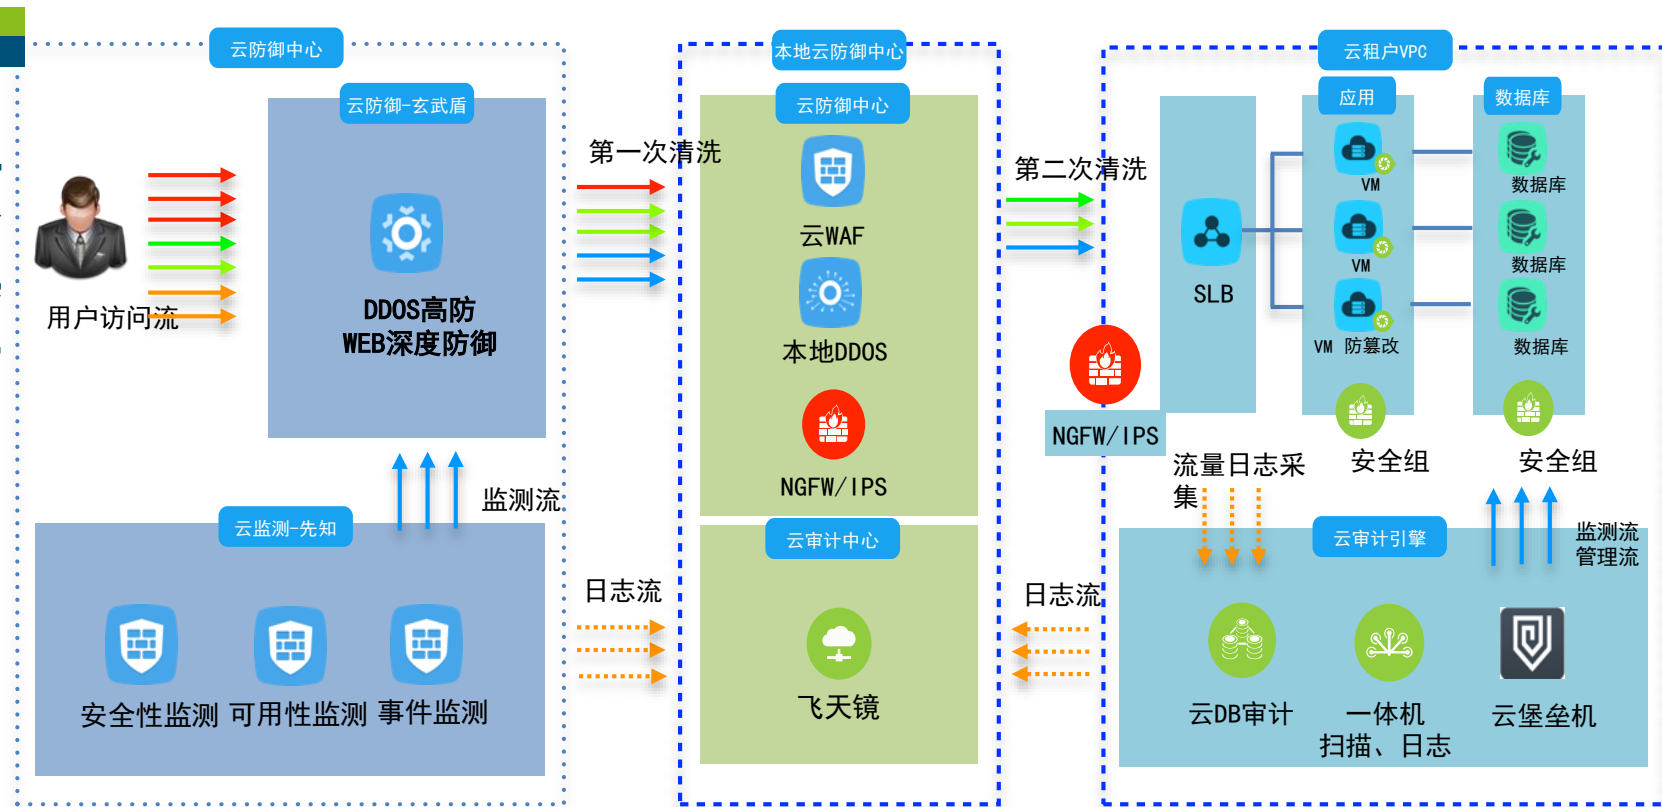 云防御中心
云防御-玄武盾
用户访问流
DDOS高防
WEB深度防御
监测流
云监测-先知
安全性监测
可用性监测
事件监测
第一次清洗
日志流
本地云防御中心
云防御中心
云WAF
本地DDOS
NGFW/IPS
云审计中心
飞天镜
第二次清洗
NGFW/IPS
日志流
云租户VPC
SLB
应用
VM
VM
VM 防篡改
安全组
数据库
数据库
数据库
数据库
安全组
流量日志采
集
监测流
管理流
云审计引擎
云DB审计
一体机
扫描、日志
云堡垒机